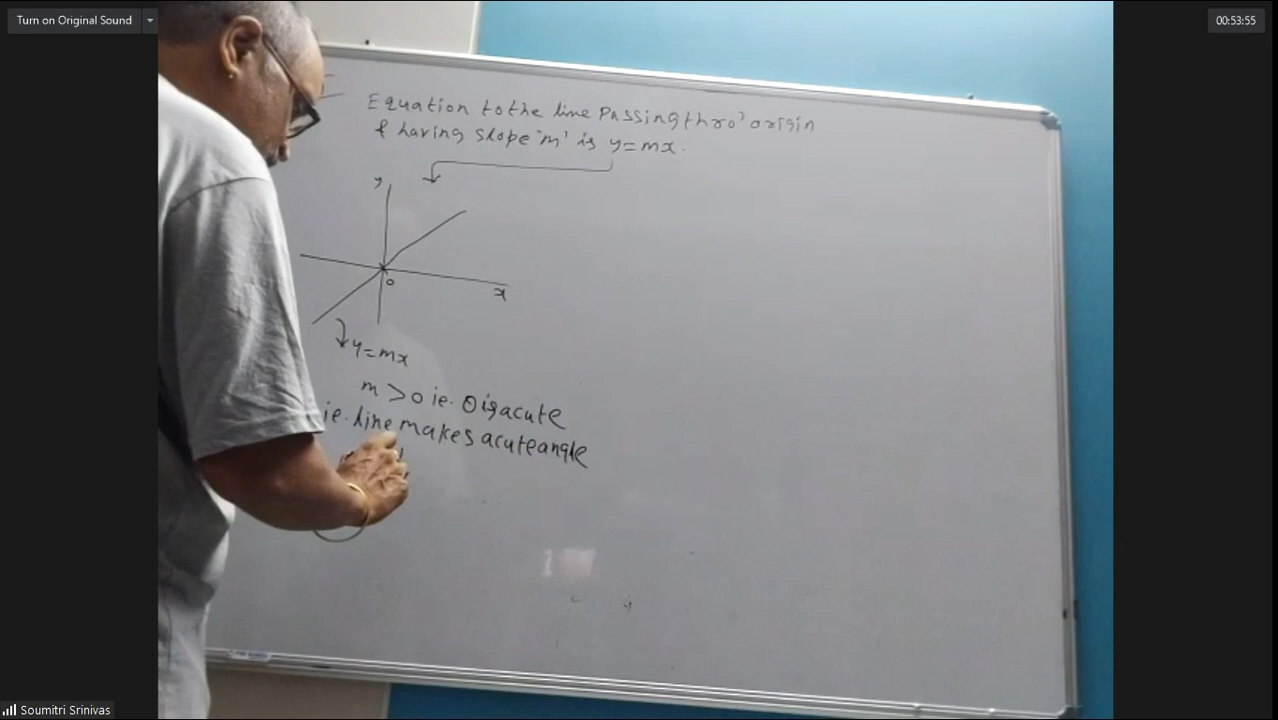 Turn on Original Sound
00:53:55
Equation to the line Passing thro' origin
& having slope 'm' is y=mx.
y
o
x
y=mx
m > 0 ie. θ is acute
ie. line makes acute angle
Soumitri Srinivas